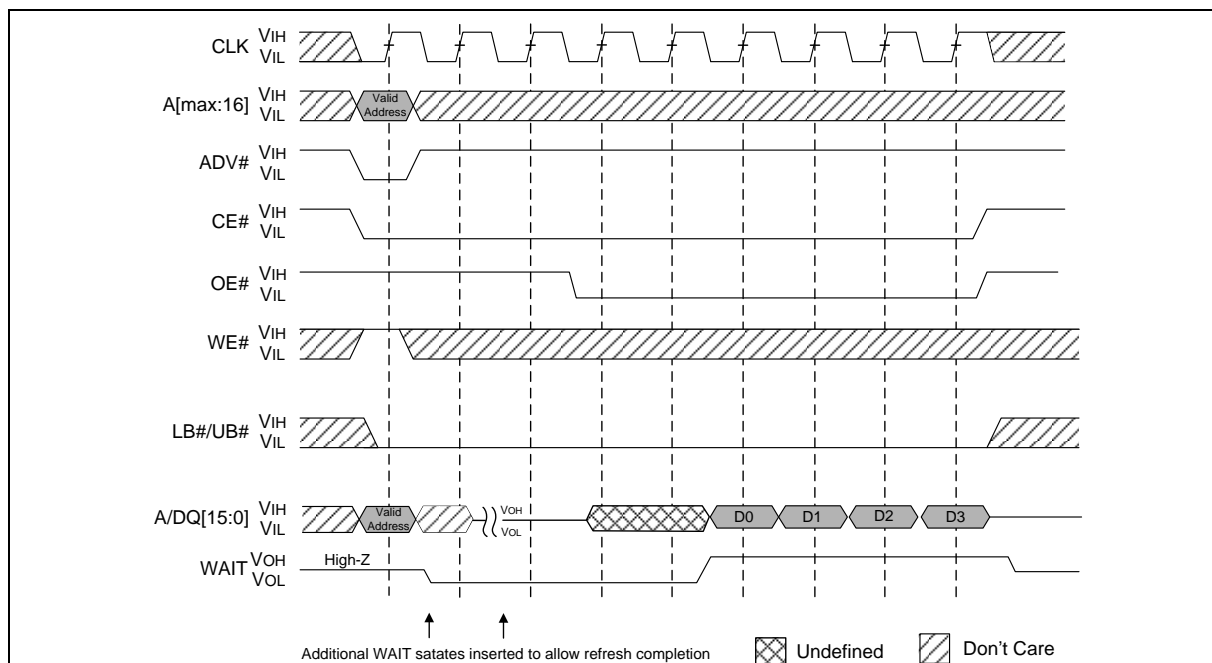 CLK VIH
VIL
A[max:16] VIH
VIL
Valid
Address
ADV# VIH
VIL
CE# VIH
VIL
OE# VIH
VIL
WE# VIH
VIL
LB#/UB# VIH
VIL
A/DQ[15:0] VIH
VIL
Valid
Address
VOH
VOL
D0 D1 D2 D3
WAIT VOH
VOL
High-Z
Additional WAIT satates inserted to allow refresh completion
Undefined
Don't Care